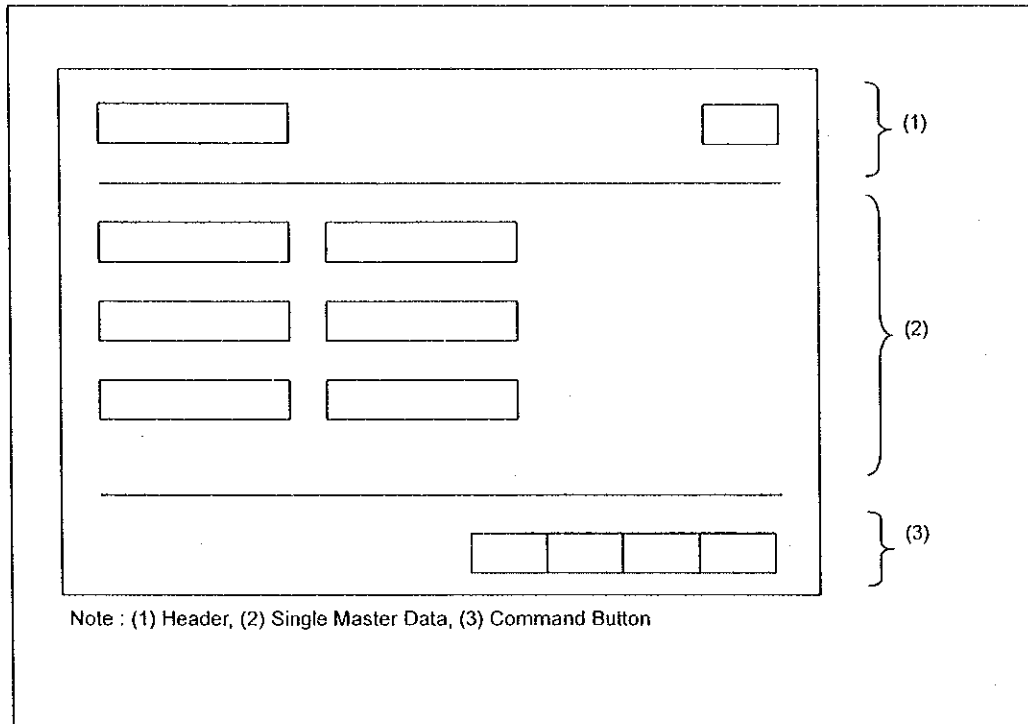 (1)
(2)
(3)
Note : (1) Header, (2) Single Master Data, (3) Command Button